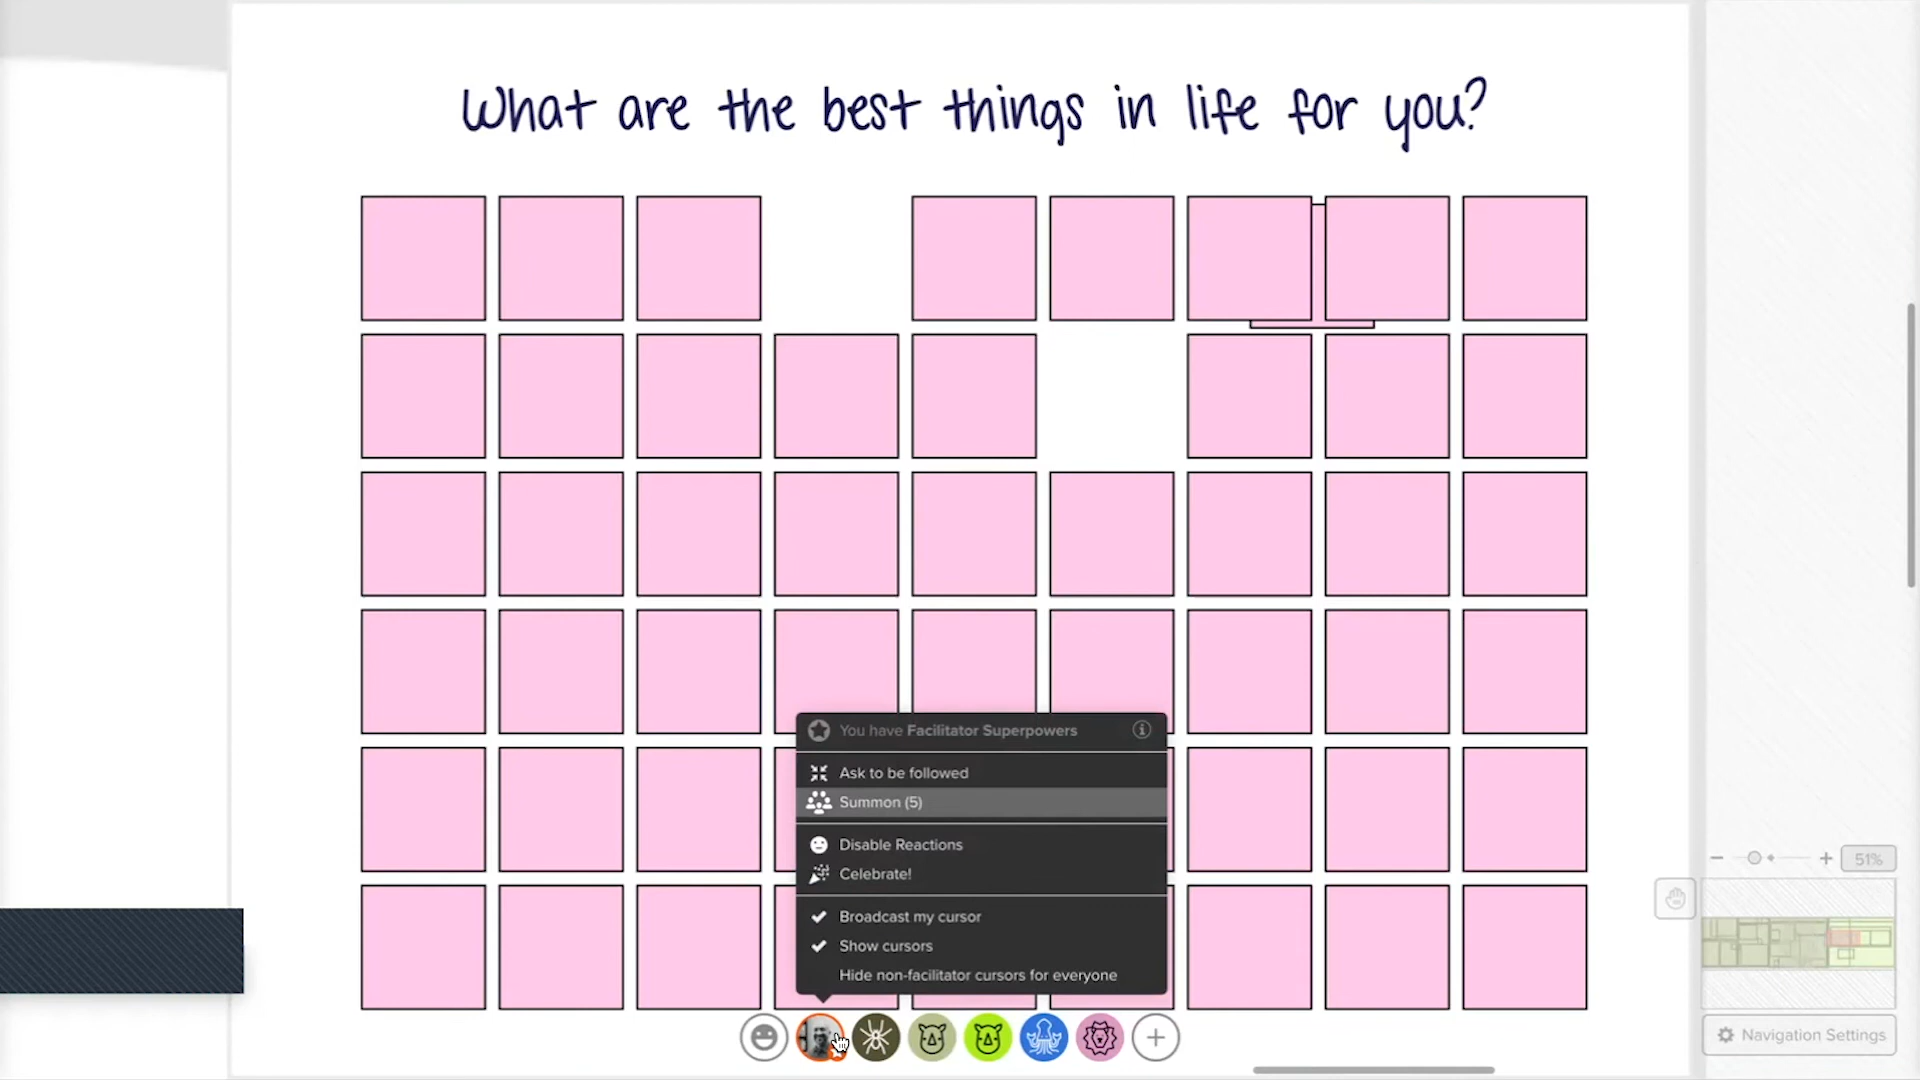 What are the best things in life for you?
You have Facilitator Superpowers
Ask to be followed
Summon (5)
Disable Reactions
Celebrate!
Broadcast my cursor
Show cursors
Hide non-facilitator cursors for everyone
51%
Navigation Settings